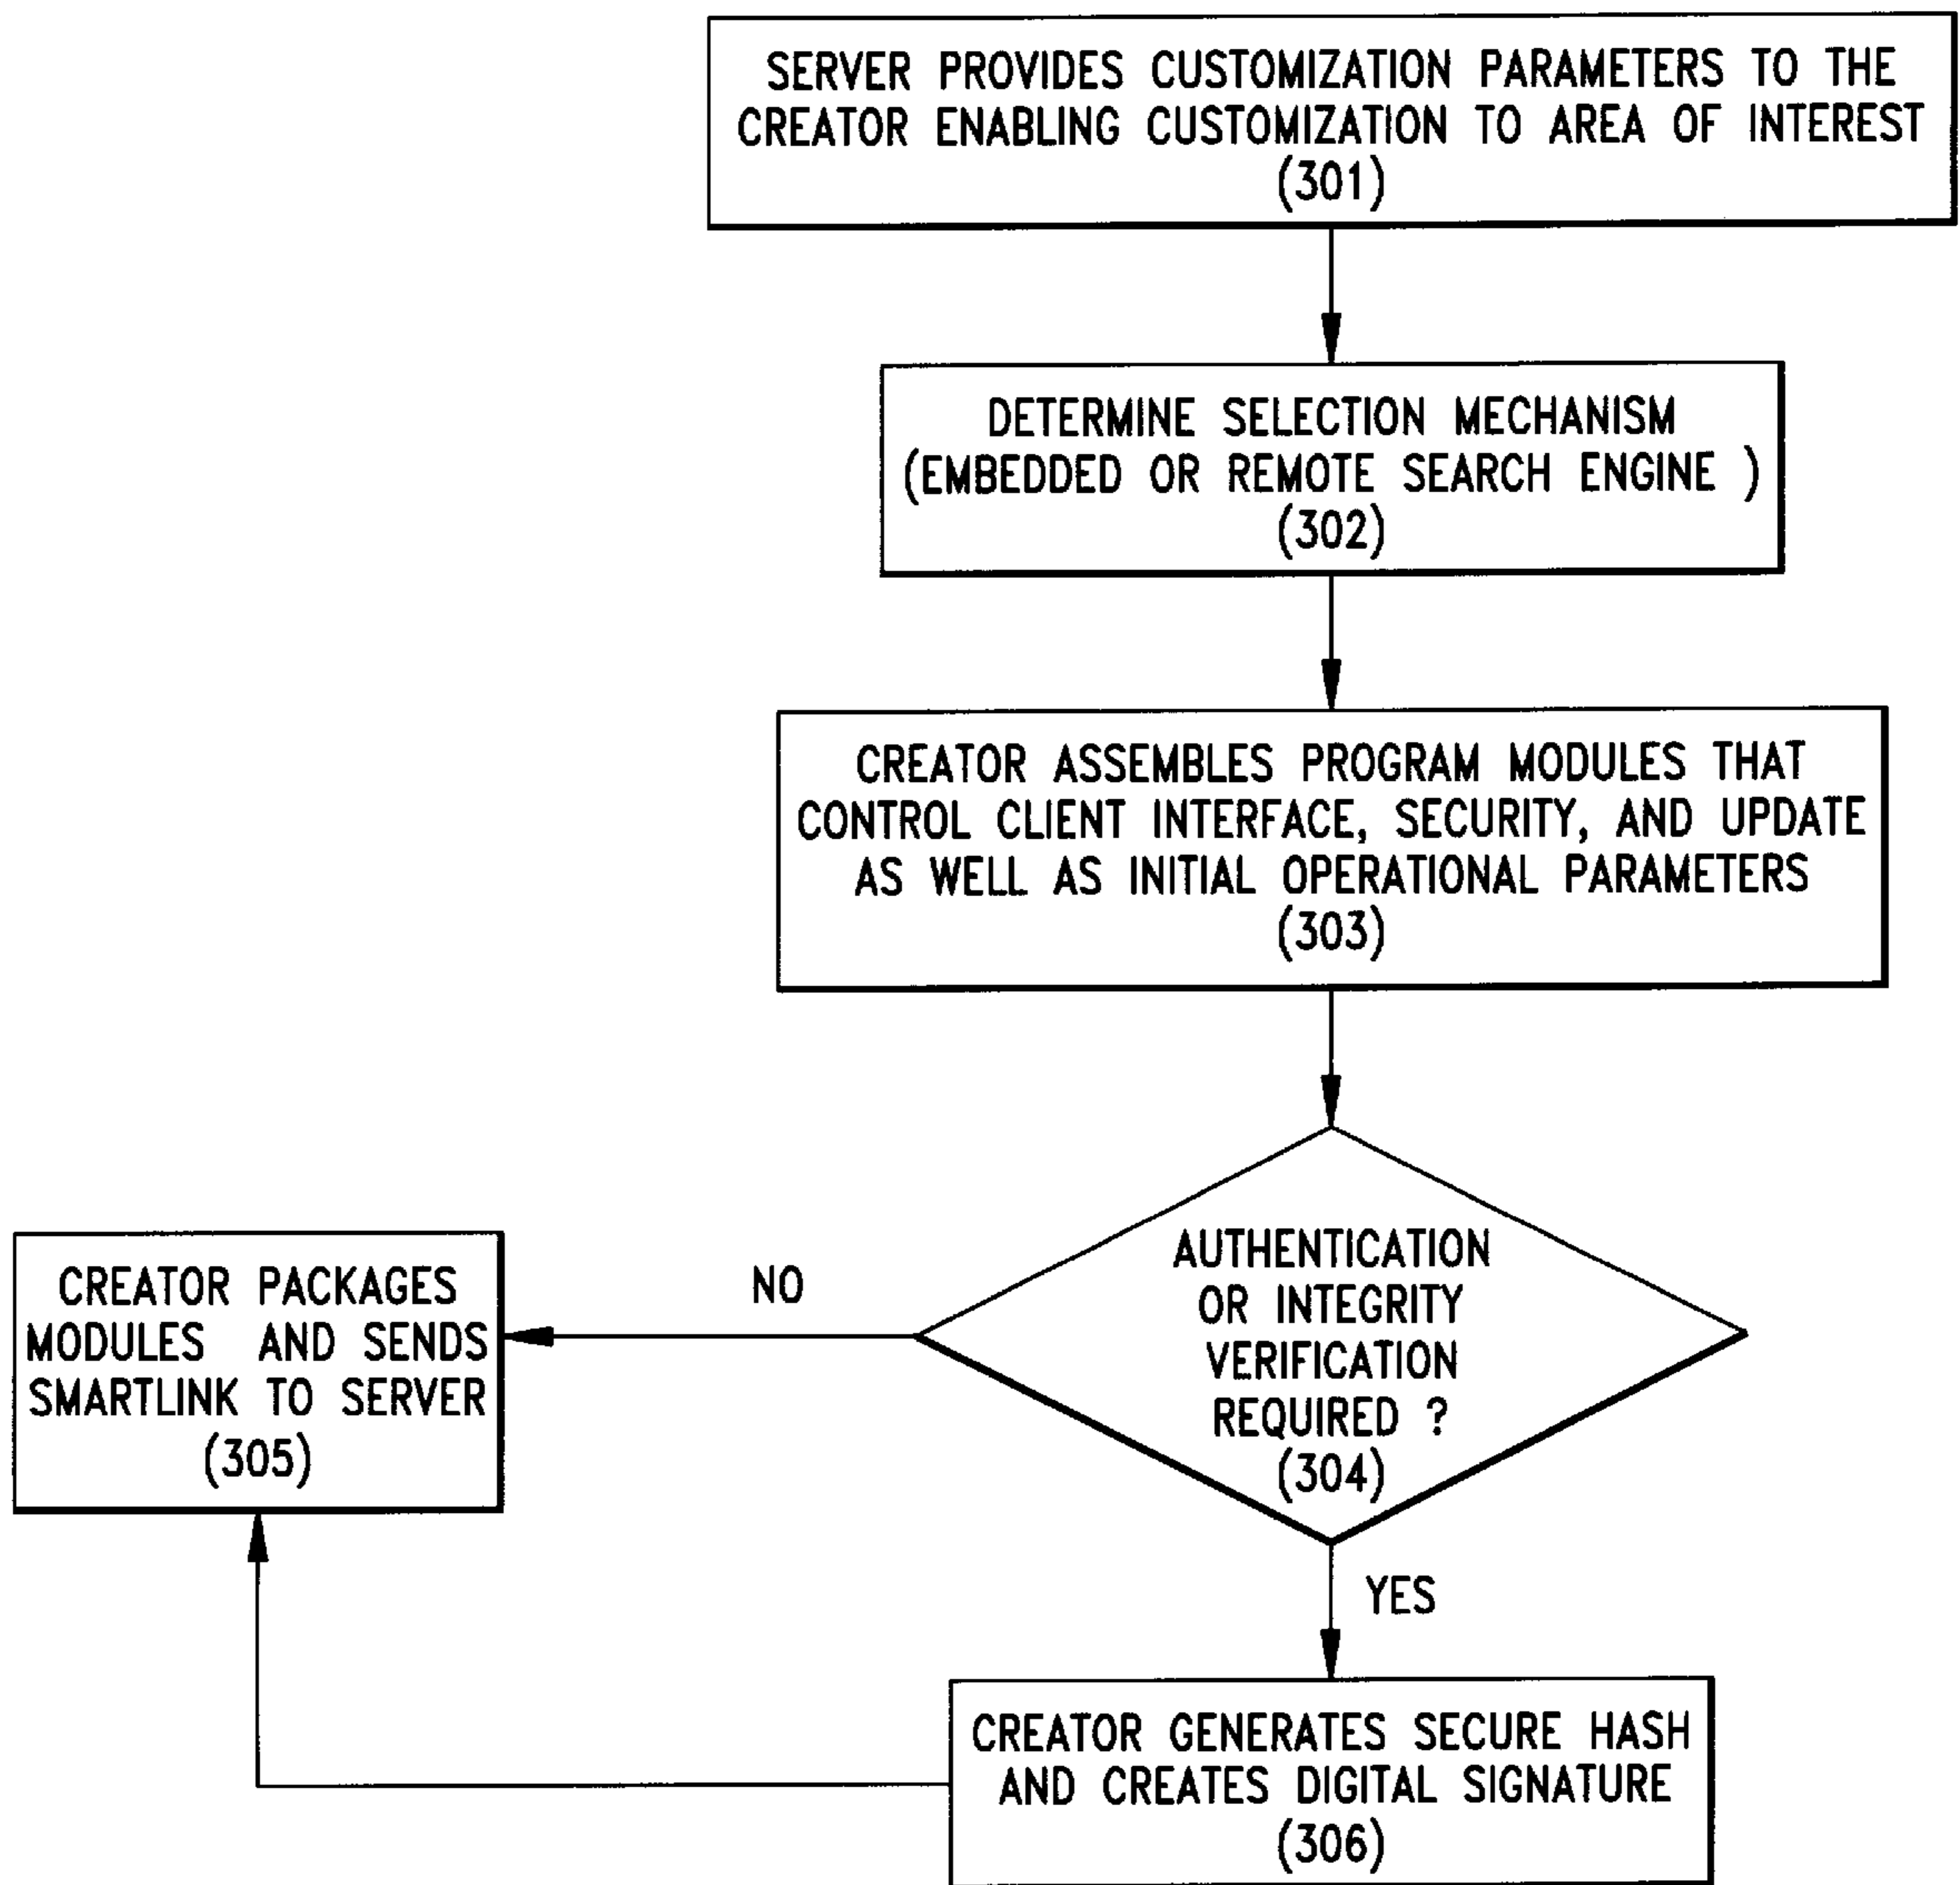 SERVER PROVIDES CUSTOMIZATION PARAMETERS TO THE
CREATOR ENABLING CUSTOMIZATION TO AREA OF INTEREST
(301)
DETERMINE SELECTION MECHANISM
(EMBEDDED OR REMOTE SEARCH ENGINE )
(302)
CREATOR ASSEMBLES PROGRAM MODULES THAT
CONTROL CLIENT INTERFACE, SECURITY, AND UPDATE
AS WELL AS INITIAL OPERATIONAL PARAMETERS
(303)
AUTHENTICATION
OR INTEGRITY
VERIFICATION
REQUIRED ?
(304)
NO
CREATOR PACKAGES
MODULES AND SENDS
SMARTLINK TO SERVER
(305)
YES
CREATOR GENERATES SECURE HASH
AND CREATES DIGITAL SIGNATURE
(306)